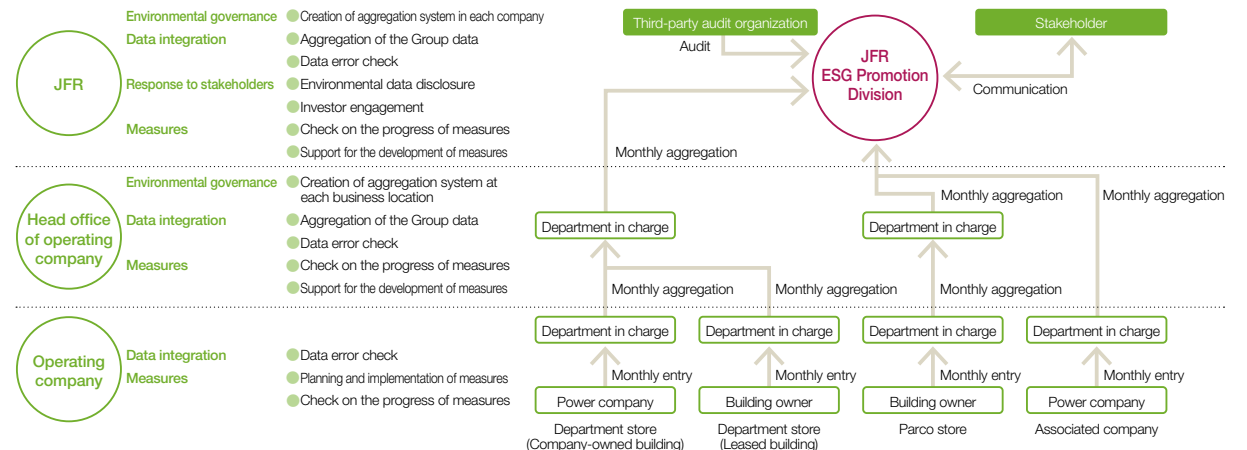 JFR
Environmental governance
●Creation of aggregation system in each company
Data integration
●Aggregation of the Group data
●Data error check
Response to stakeholders
●Environmental data disclosure
●Investor engagement
Measures
●Check on the progress of measures
●Support for the development of measures
Head office
of operating
company
Environmental governance
●Creation of aggregation system at
each business location
Data integration
●Aggregation of the Group data
●Data error check
Measures
●Check on the progress of measures
●Support for the development of measures
Operating
company
Data integration
●Data error check
Measures
●Planning and implementation of measures
●Check on the progress of measures
Third-party audit organization
Audit
JFR
ESG Promotion
Division
Stakeholder
Communication
Monthly aggregation
Monthly aggregation
Monthly aggregation
Department in charge
Department in charge
Monthly aggregation
Monthly aggregation
Monthly aggregation
Department in charge
Department in charge
Department in charge
Department in charge
Monthly entry
Monthly entry
Monthly entry
Monthly entry
Power company
Building owner
Building owner
Power company
Department store
(Company-owned building)
Department store
(Leased building)
Parco store
Associated company